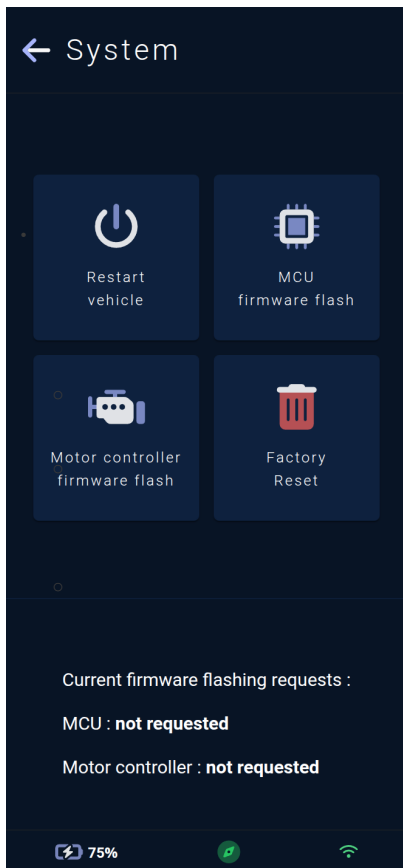 System
Restart
vehicle
MCU
firmware flash
Motor controller
firmware flash
Factory
Reset
Current firmware flashing requests :
MCU : not requested
Motor controller : not requested
75%